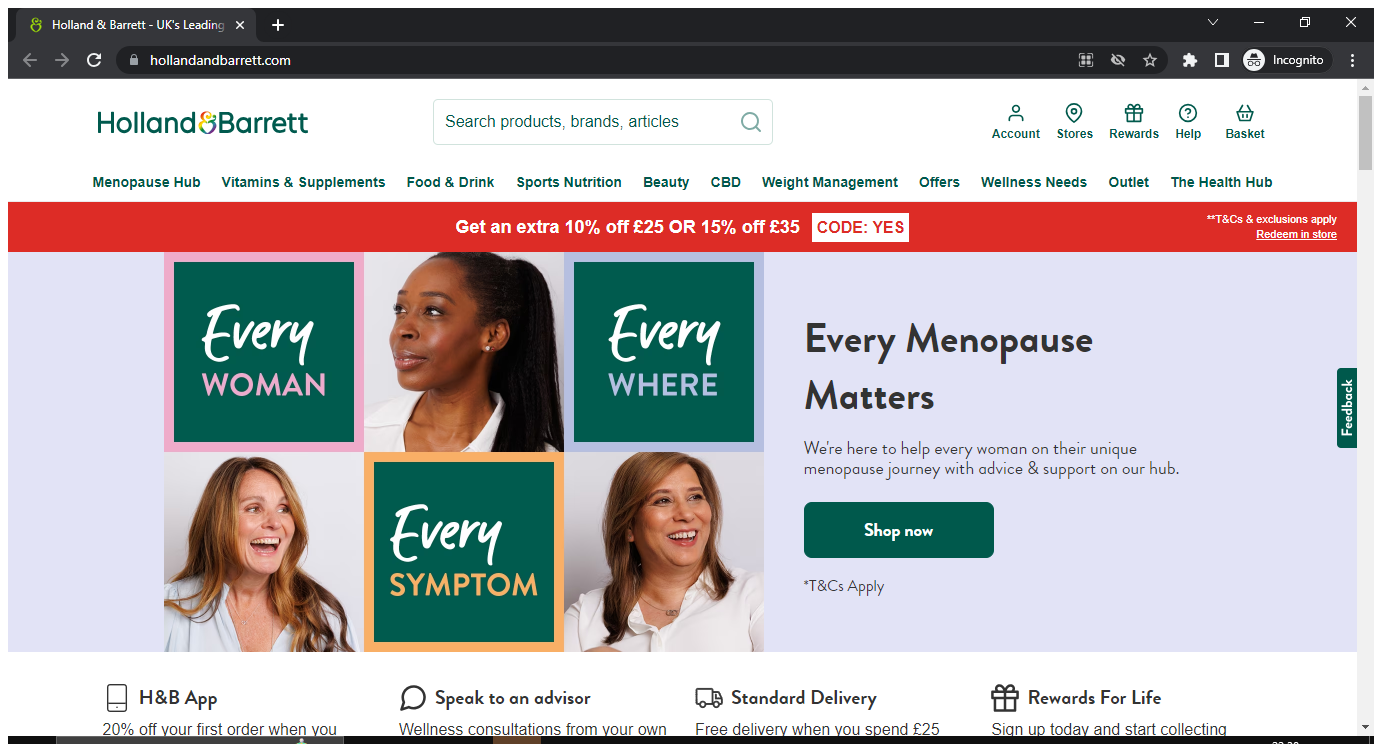 Holland & Barrett - UK's Leading
hollandandbarrett.com
Incognito
Holland&Barrett
Search products, brands, articles
Account
Stores
Rewards
Help
Basket
Menopause Hub
Vitamins & Supplements
Food & Drink
Sports Nutrition
Beauty
CBD
Weight Management
Offers
Wellness Needs
Outlet
The Health Hub
Get an extra 10% off £25 OR 15% off £35 CODE: YES
**T&Cs & exclusions apply
Redeem in store
Every
WOMAN
Every
WHERE
Every
SYMPTOM
Every Menopause
Matters
We're here to help every woman on their unique
menopause journey with advice & support on our hub.
Shop now
*T&Cs Apply
Feedback
H&B App
20% off your first order when you
Speak to an advisor
Wellness consultations from your own
Standard Delivery
Free delivery when you spend £25
Rewards For Life
Sign up today and start collecting